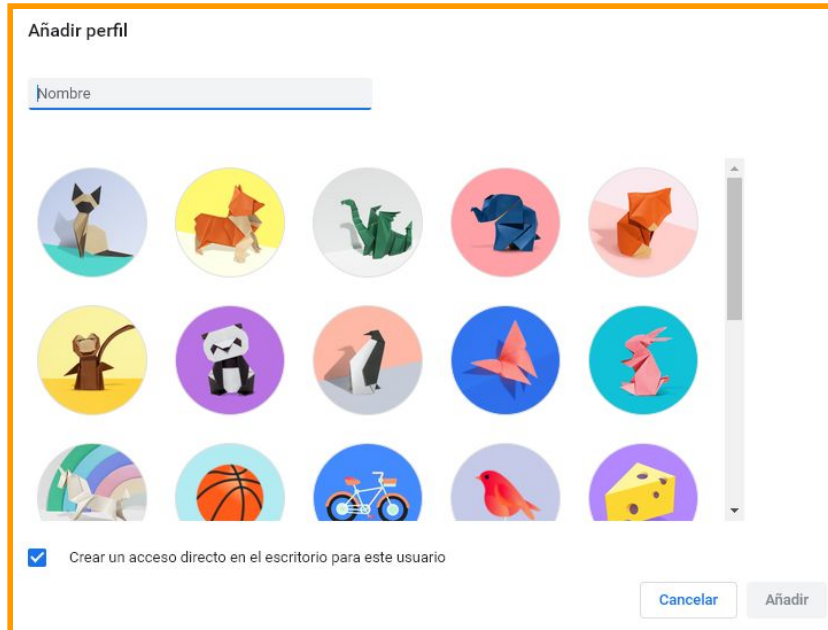 Añadir perfil
Nombre
Crear un acceso directo en el escritorio para este usuario
Cancelar
Añadir